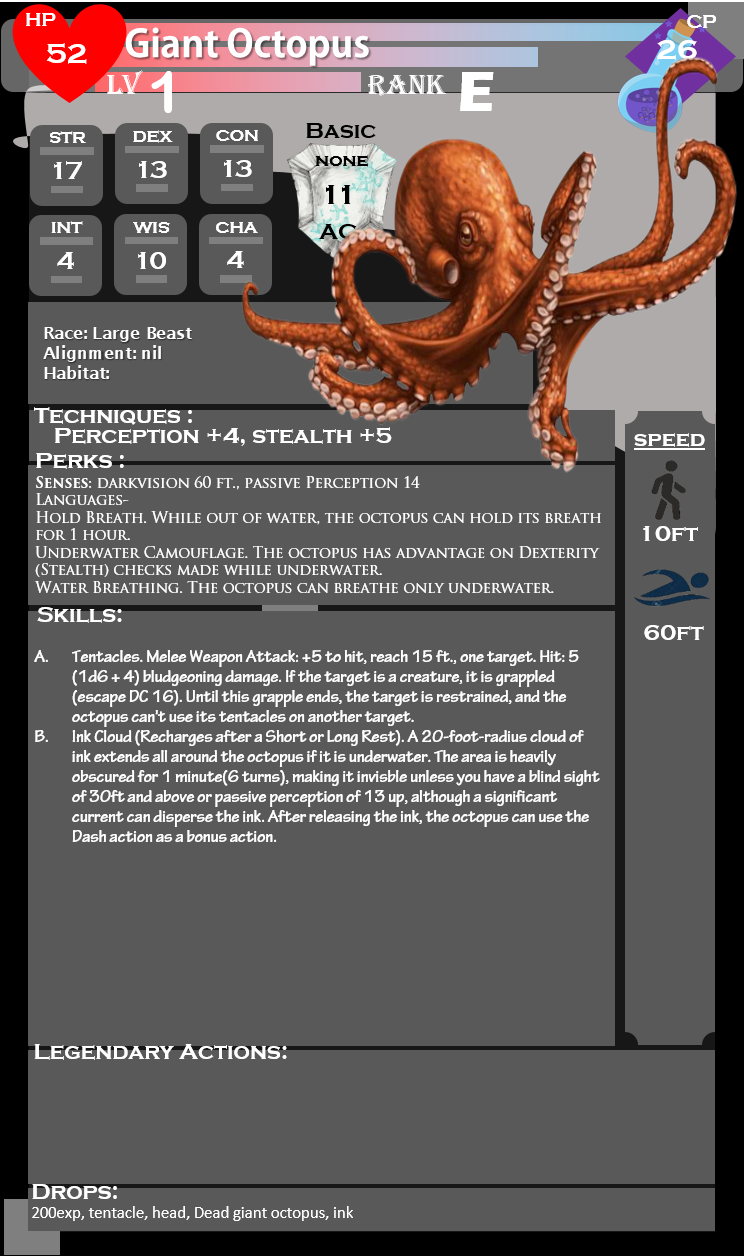 HP
52
Giant Octopus
CP
26
LV 1
RANK E
STR
17
DEX
13
CON
13
INT
4
WIS
10
CHA
4
BASIC
NONE
11
AC
Race: Large Beast
Alignment: nil
Habitat:
Techniques :
Perception +4, stealth +5
Perks :
Senses: darkvision 60 ft., passive Perception 14
Languages-
Hold Breath. While out of water, the octopus can hold its breath
for 1 hour.
Underwater Camouflage. The octopus has advantage on Dexterity
(Stealth) checks made while underwater.
Water Breathing. The octopus can breathe only underwater.
Skills:
A. Tentacles. Melee Weapon Attack: +5 to hit, reach 15 ft., one target. Hit: 5
(1d6 + 4) bludgeoning damage. If the target is a creature, it is grappled
(escape DC 16). Until this grapple ends, the target is restrained, and the
octopus can't use its tentacles on another target.
B. Ink Cloud (Recharges after a Short or Long Rest). A 20-foot-radius cloud of
ink extends all around the octopus if it is underwater. The area is heavily
obscured for 1 minute(6 turns), making it invisble unless you have a blind sight
of 30ft and above or passive perception of 13 up, although a significant
current can disperse the ink. After releasing the ink, the octopus can use the
Dash action as a bonus action.
SPEED
10FT
60FT
Legendary Actions:
Drops:
200exp, tentacle, head, Dead giant octopus, ink